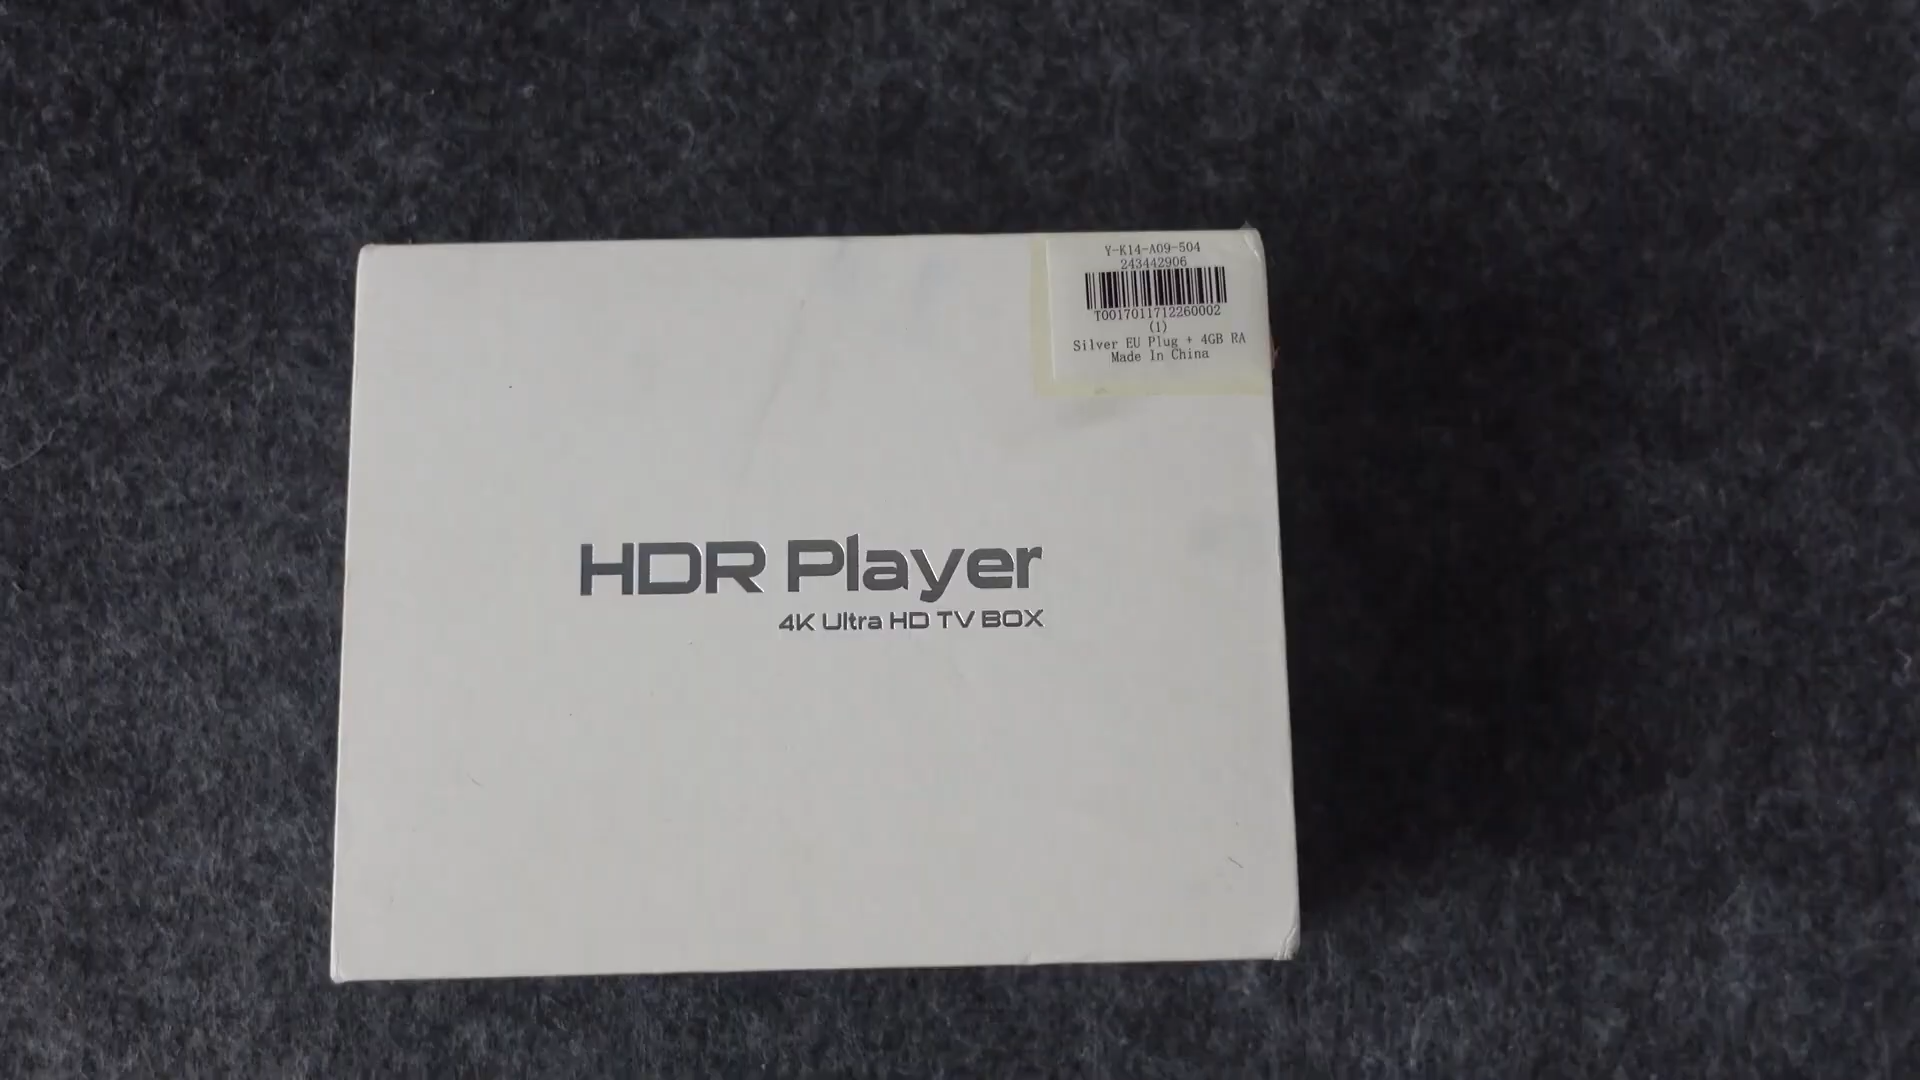 Y-K14-A09-504
243442906
T0017011712260002
(1)
Silver EU Plug + 4GB RA
Made In China
HDR Player
4K Ultra HD TV BOX